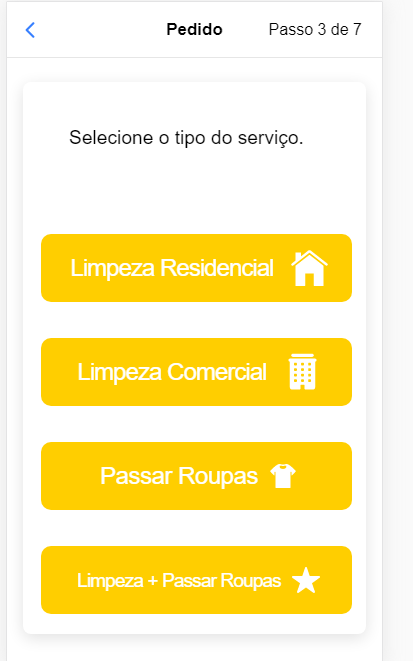 Pedido Passo 3 de 7
Selecione o tipo do serviço.
Limpeza Residencial
Limpeza Comercial
Passar Roupas
Limpeza + Passar Roupas